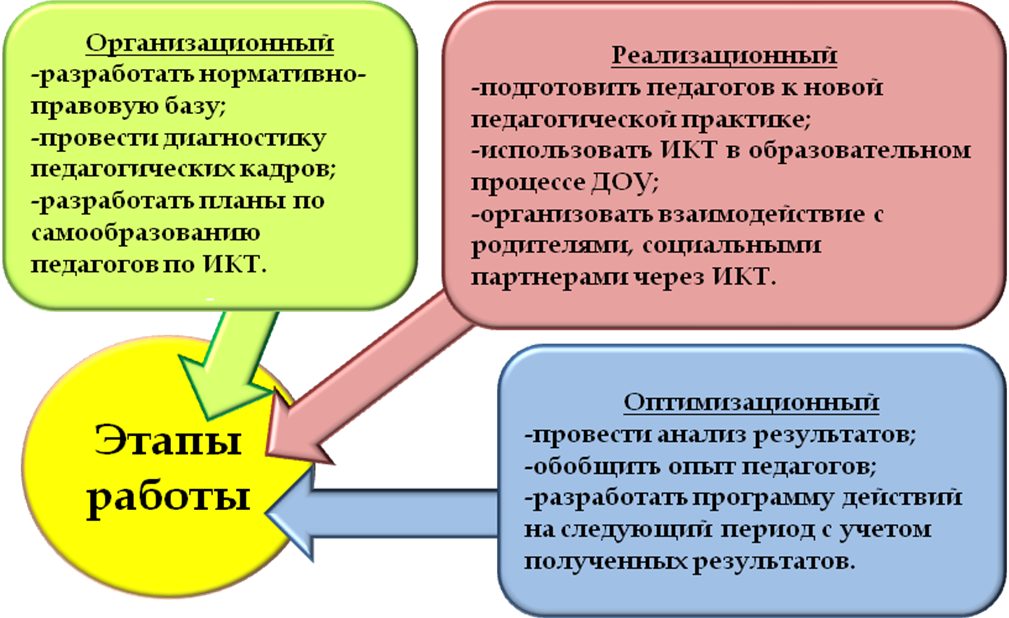 Организационный
-разработать нормативно-
правовую базу;
-провести диагностику
педагогических кадров;
-разработать планы по
самообразованию
педагогов по ИКТ.
-
Реализационный
-подготовить педагогов к новой
педагогической практике;
-использовать ИКТ в образовательном
процессе ДОУ;
-организовать взаимодействие с
родителями, социальными
партнерами через ИКТ.
Этапы
работы
Оптимизационный
-провести анализ результатов;
-обобщить опыт педагогов;
-разработать программу действий
на следующий период с учетом
полученных результатов.